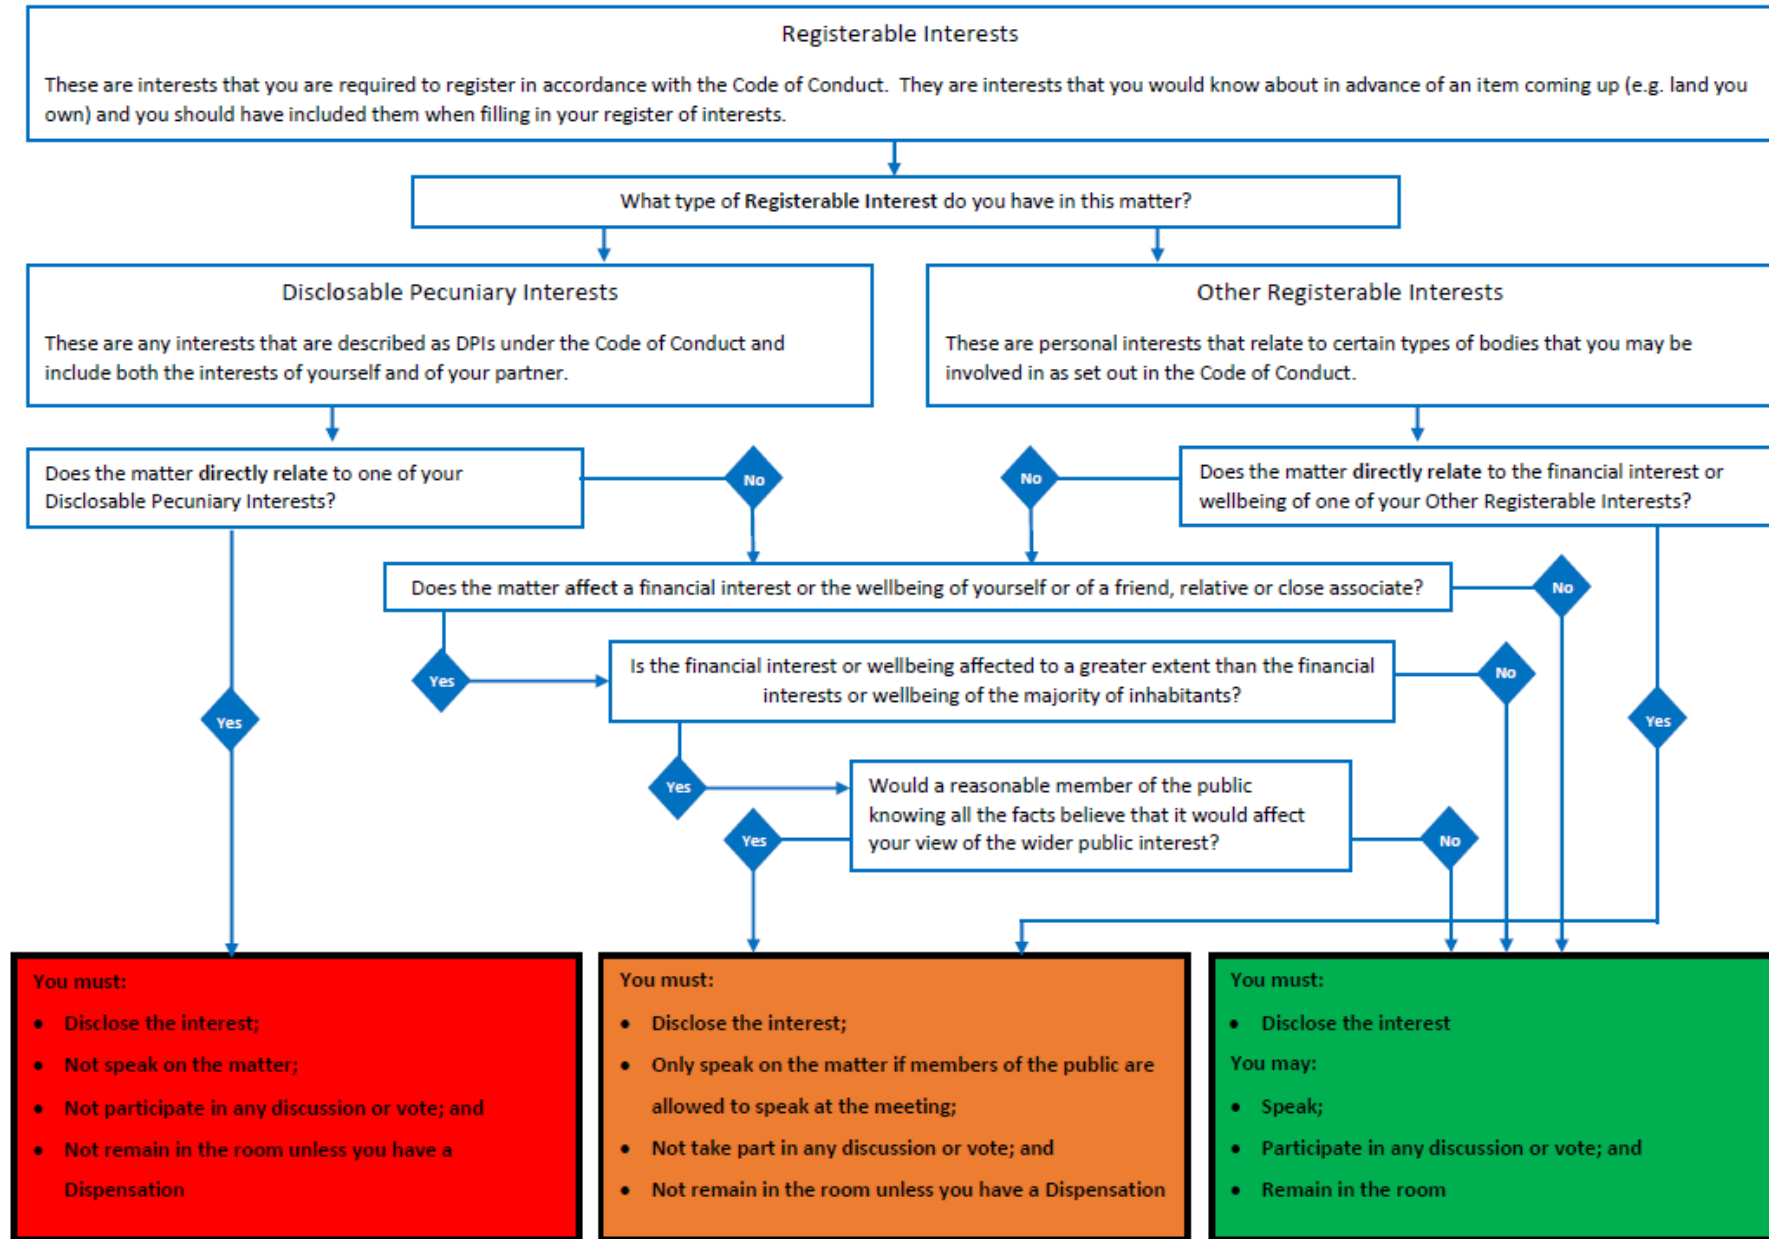 Registerable Interests
These are interests that you are required to register in accordance with the Code of Conduct.  They are interests that you would know about in advance of an item coming up (e.g. land you
own) and you should have included them when filling in your register of interests.
What type of Registerable Interest do you have in this matter?
Disclosable Pecuniary Interests
These are any interests that are described as DPIs under the Code of Conduct and
include both the interests of yourself and of your partner.
Other Registerable Interests
These are personal interests that relate to certain types of bodies that you may be
involved in as set out in the Code of Conduct.
Does the matter directly relate to one of your
Disclosable Pecuniary Interests?
No
No
Does the matter directly relate to the financial interest or
wellbeing of one of your Other Registerable Interests?
Does the matter affect a financial interest or the wellbeing of yourself or of a friend, relative or close associate?
No
Yes
Is the financial interest or wellbeing affected to a greater extent than the financial
interests or wellbeing of the majority of inhabitants?
No
Yes
Yes
Yes
Would a reasonable member of the public
knowing all the facts believe that it would affect
your view of the wider public interest?
Yes
No
You must:
• Disclose the interest;
• Not speak on the matter;
• Not participate in any discussion or vote; and
• Not remain in the room unless you have a
Dispensation
You must:
• Disclose the interest;
• Only speak on the matter if members of the public are
allowed to speak at the meeting;
• Not take part in any discussion or vote; and
• Not remain in the room unless you have a Dispensation
You must:
• Disclose the interest
You may:
• Speak;
• Participate in any discussion or vote; and
• Remain in the room